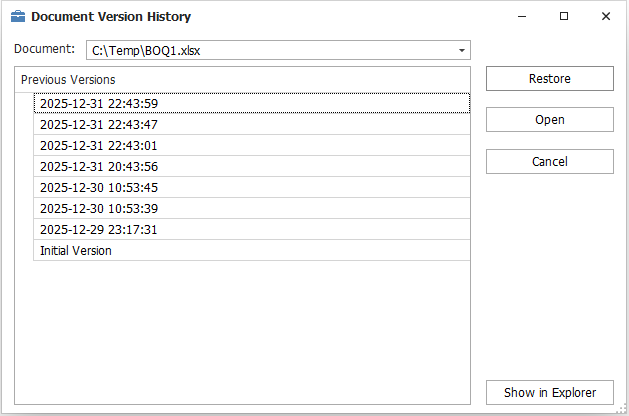 Document Version History
Document: C:\Temp\BOQ1.xlsx
Previous Versions
2025-12-31 22:43:59
2025-12-31 22:43:47
2025-12-31 22:43:01
2025-12-31 20:43:56
2025-12-30 10:53:45
2025-12-30 10:53:39
2025-12-29 23:17:31
Initial Version
Restore
Open
Cancel
Show in Explorer